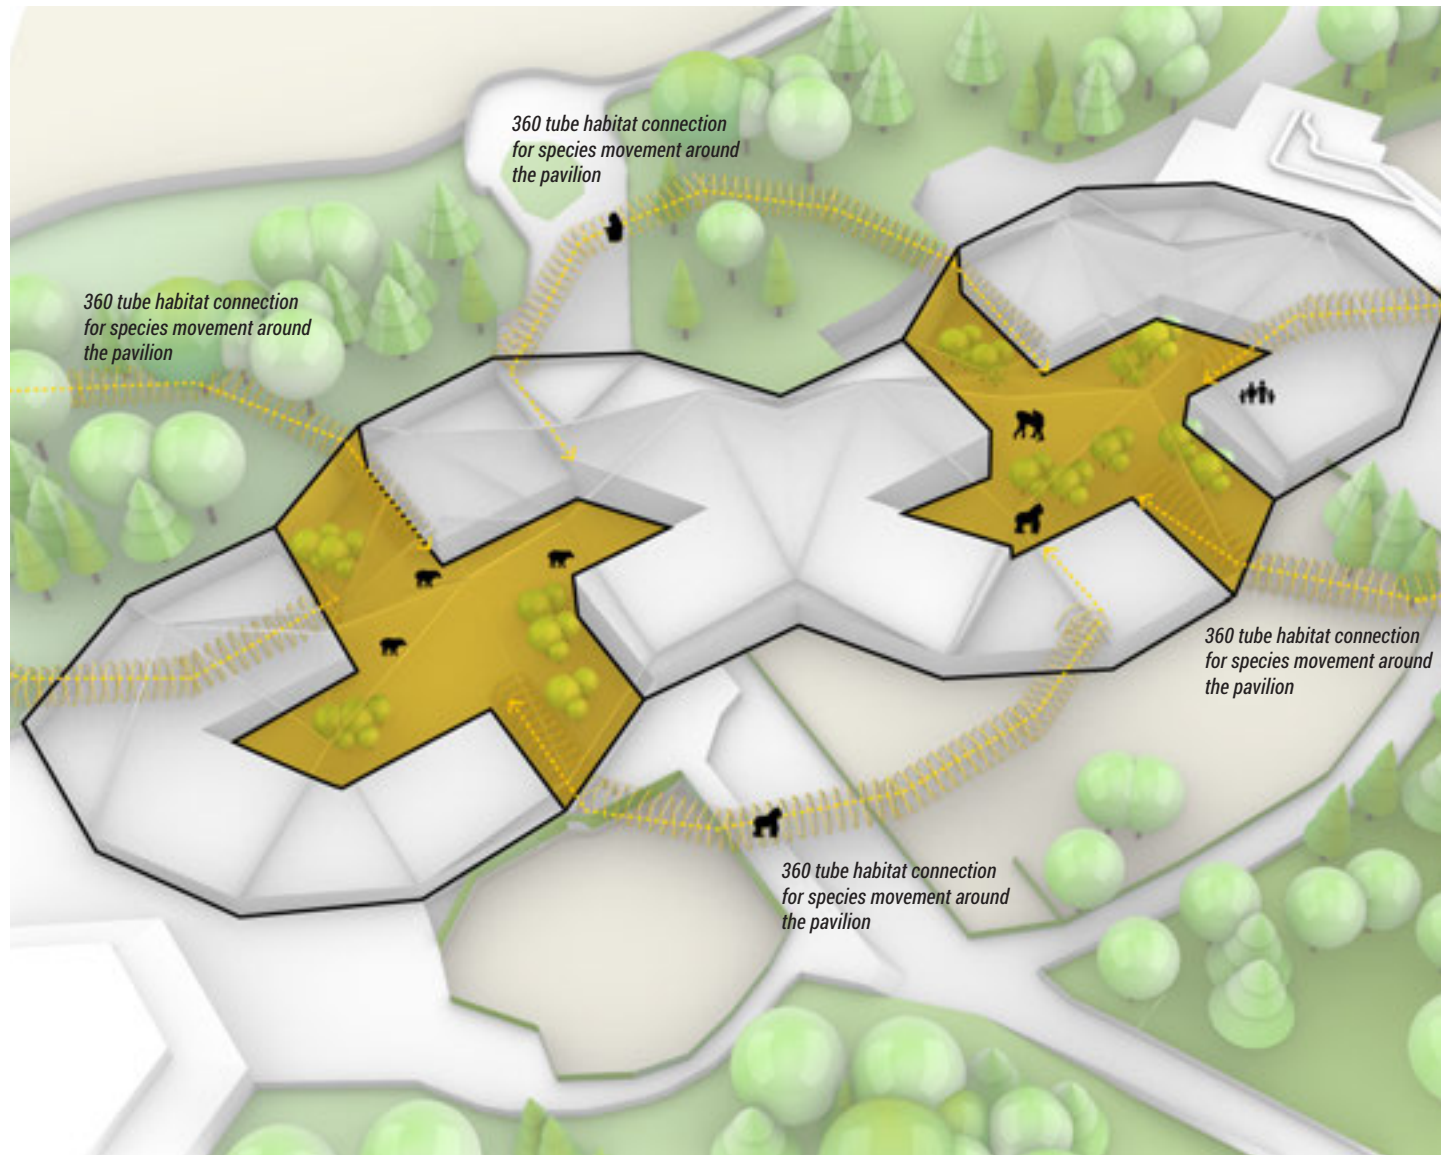 360 tube habitat connection
for species movement around
the pavilion
360 tube habitat connection
for species movement around
the pavilion
360 tube habitat connection
for species movement around
the pavilion
360 tube habitat connection
for species movement around
the pavilion